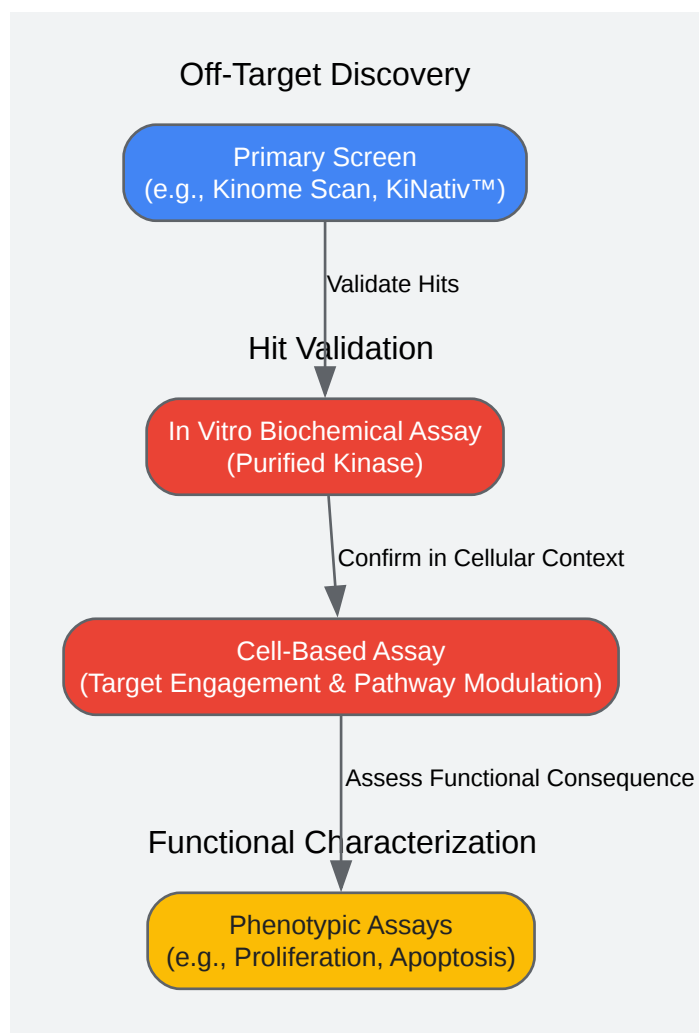 Off-Target Discovery
Primary Screen
(e.g., Kinome Scan, KiNativ™)
Validate Hits
Hit Validation
In Vitro Biochemical Assay
(Purified Kinase)
Confirm in Cellular Context
Cell-Based Assay
(Target Engagement & Pathway Modulation)
Assess Functional Consequence
Functional Characterization
Phenotypic Assays
(e.g., Proliferation, Apoptosis)